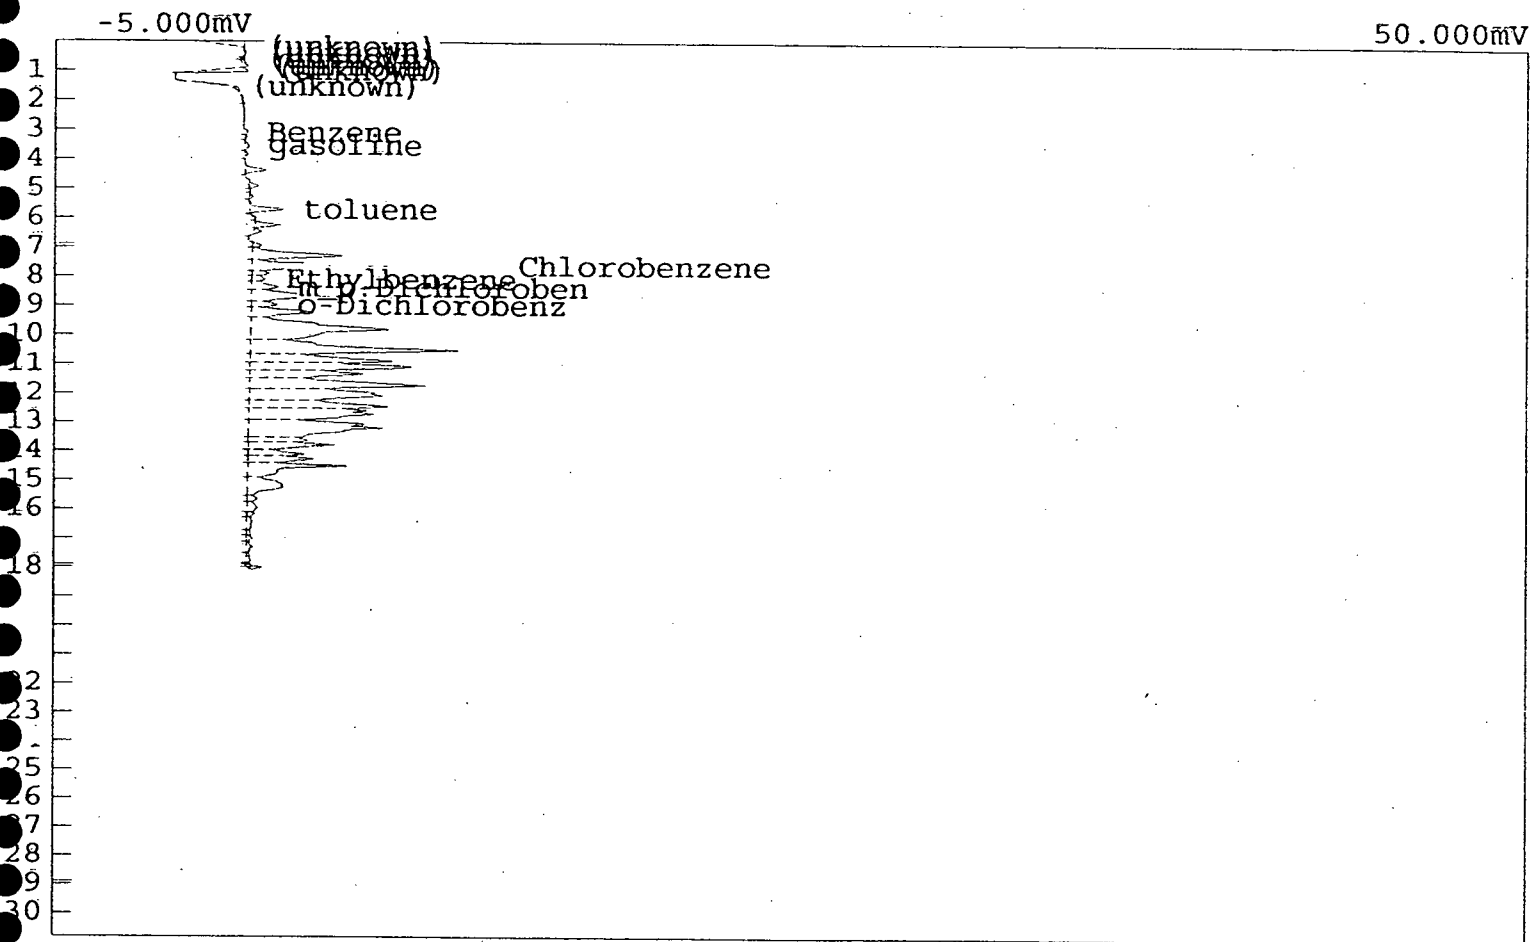 -5.000mV
50.000mV
(unknown)
(unknown)
1
2
3
Benzene
gasoline
4
5
6
toluene
7
8
Chlorobenzene
Ethylbenzene
m p-Dichloroben
9
o-Dichlorobenz
10
11
12
13
14
15
16
18
22
23
25
26
27
28
29
30